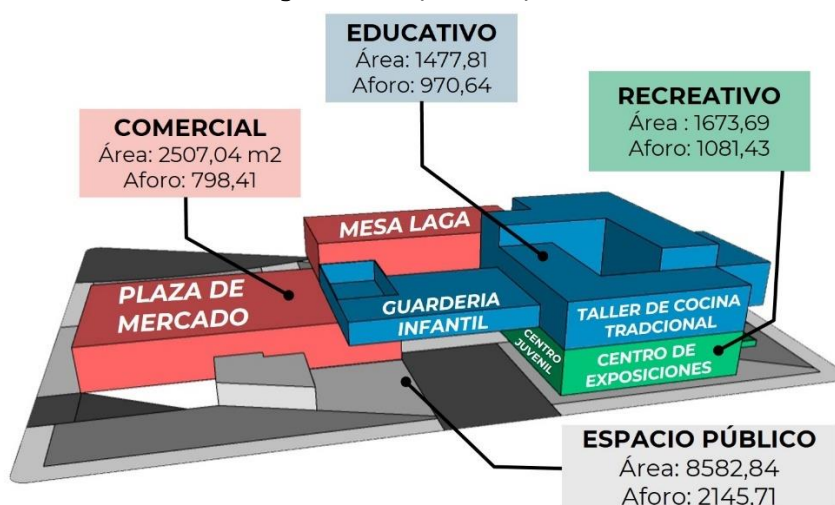 EDUCATIVO
Área: 1477,81
Aforo: 970,64
RECREATIVO
Área : 1673,69
Aforo: 1081,43
COMERCIAL
Área: 2507,04 m2
Aforo: 798,41
MESA LAGA
PLAZA DE
MERCADO
GUARDERIA
INFANTIL
TALLER DE COCINA
TRADCIONAL
CENTRO
JUVENIL
CENTRO DE
EXPOSICIONES
ESPACIO PÚBLICO
Área: 8582,84
Aforo: 2145,71